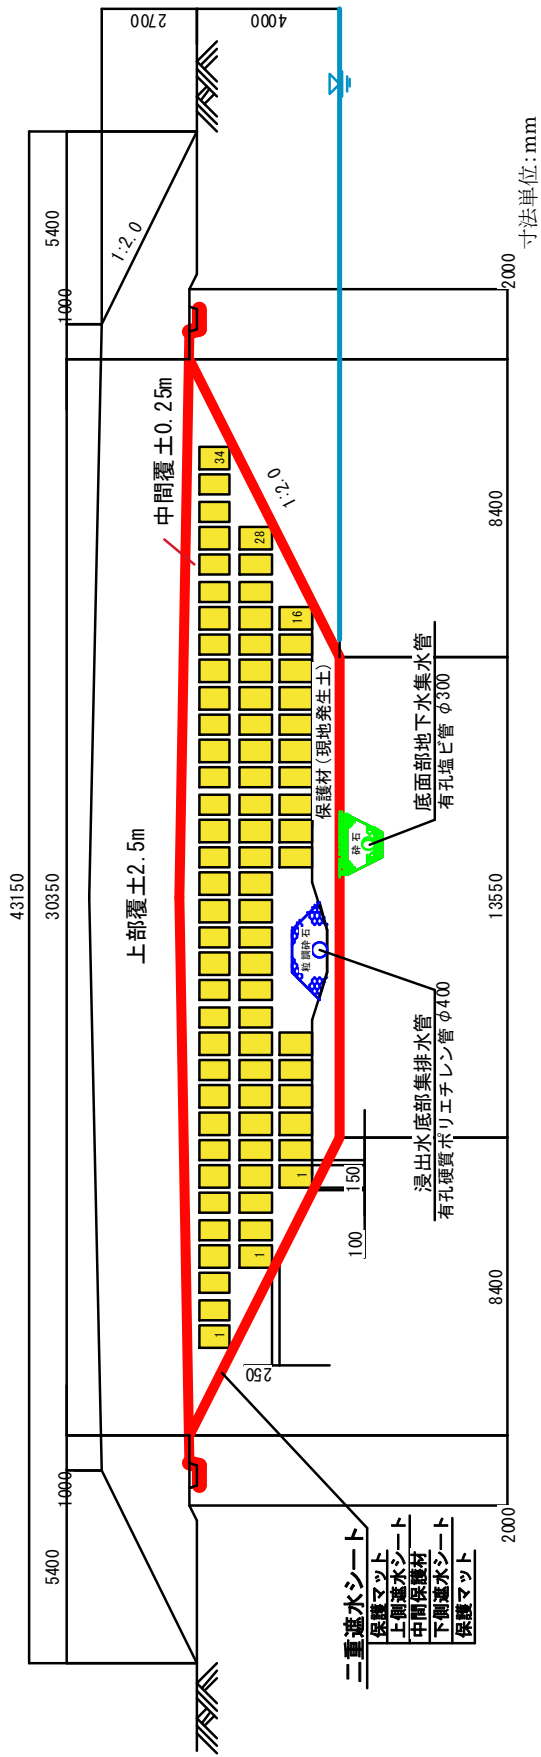 43150
5400
1000
30350
1000
5400
2700
4000
1:2.0
上部覆土2.5m
中間覆土0.25m
1
34
1
28
1
16
1:2.0
保護材(現地発生土)
粒調砕石
砕石
250
150
100
二重遮水シート
保護マット
上側遮水シート
中間保護材
下側遮水シート
保護マット
浸出水底部集排水管
有孔硬質ポリエチレン管φ400
底面部地下水集水管
有孔塩ビ管 φ300
2000
8400
13550
8400
2000
寸法単位:mm